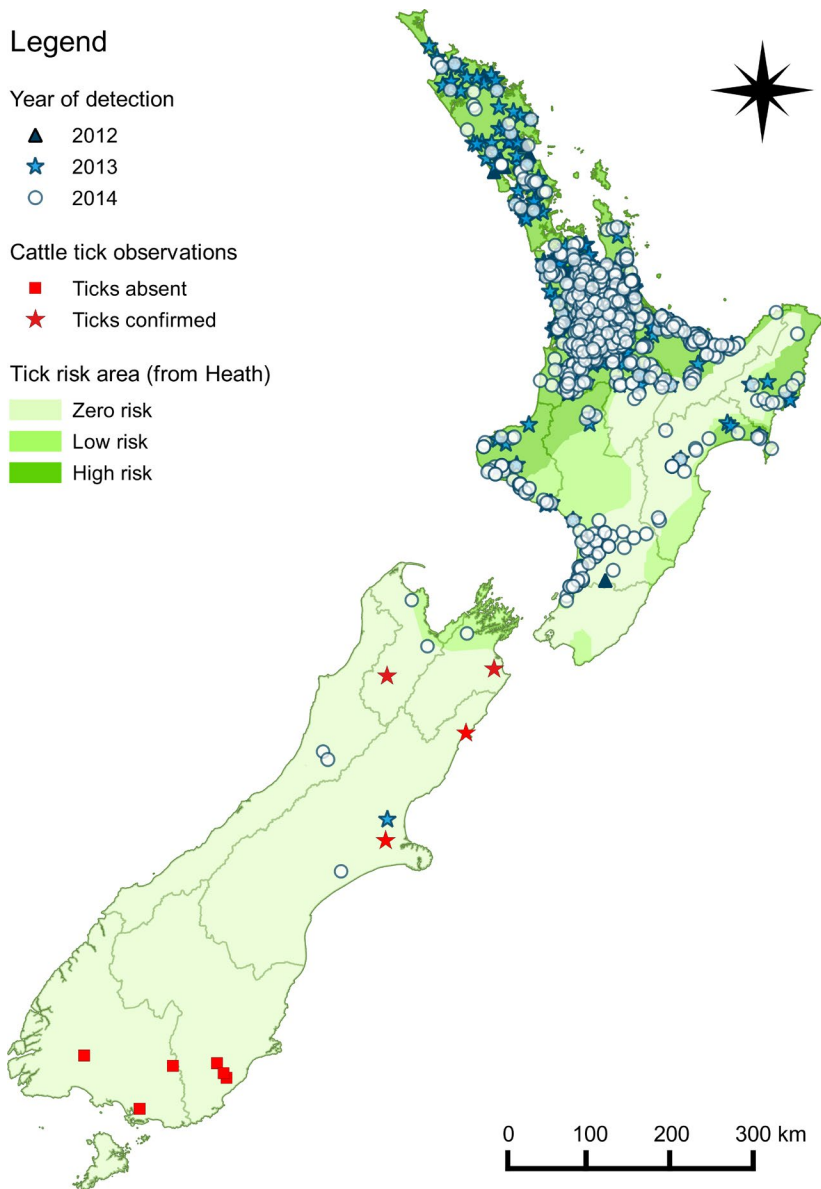 Legend
Year of detection
2012
2013
2014
Cattle tick observations
Ticks absent
Ticks confirmed
Tick risk area (from Heath)
Zero risk
Low risk
High risk
0 100 200 300 km